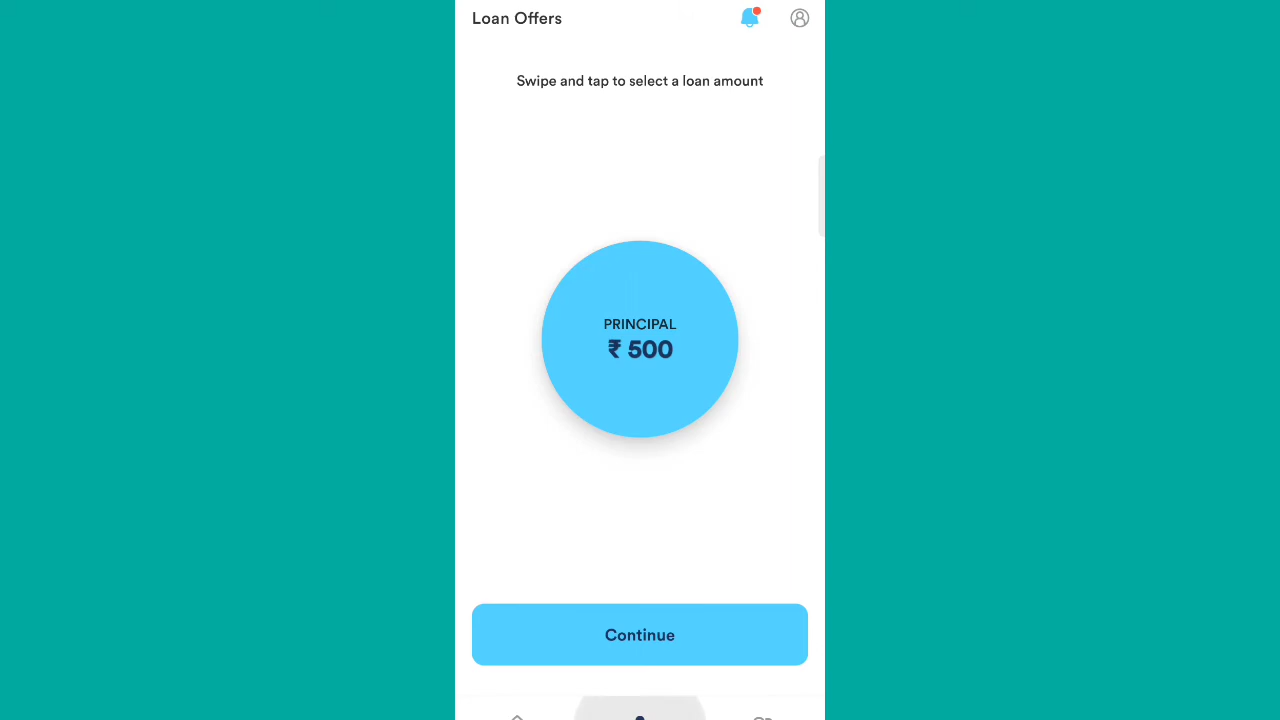 Loan Offers
Swipe and tap to select a loan amount
PRINCIPAL
₹ 500
Continue